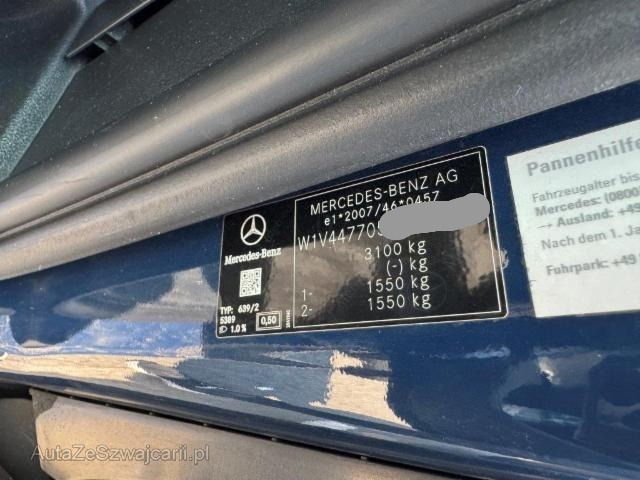 MERCEDES-BENZ AG
e1*2007/46*0457
W1V447705
3100 kg
(-) kg
1- 1550 kg
2- 1550 kg
Mercedes-Benz
TYP: 639/2
5389
1.0 %
0,50
Pannenhilfe
Fahrzeugalter bis
Mercedes: (0800
→ Ausland: +49
Nach dem 1. Ja
Fuhrpark: +49
AutaZeSzwajcarii.pl